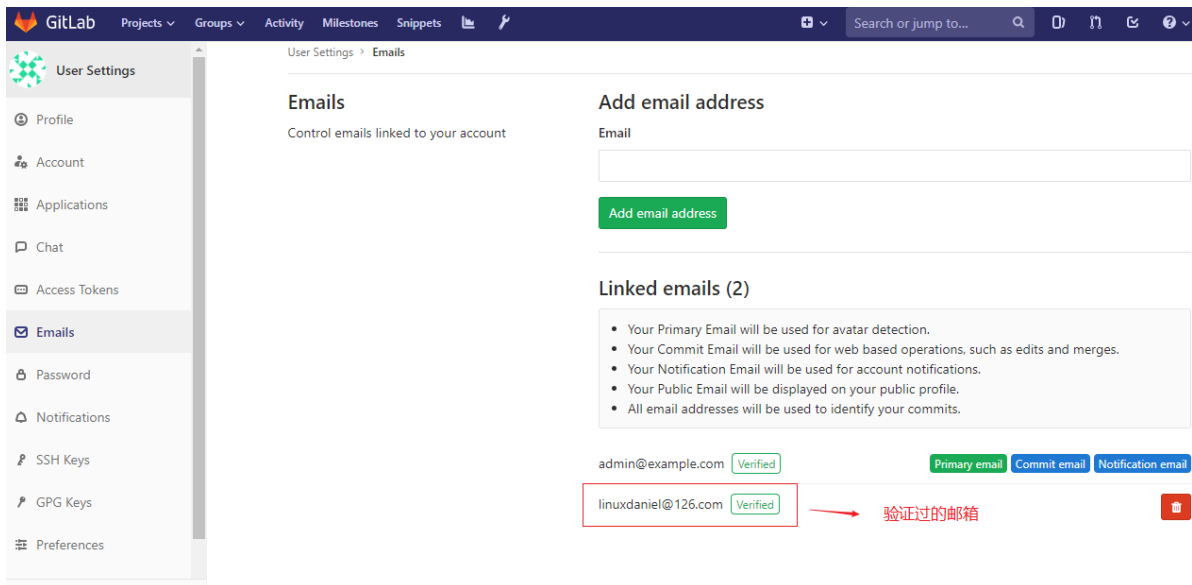 GitLab Projects Groups Activity Milestones Snippets Search or jump to...
User Settings
Profile
Account
Applications
Chat
Access Tokens
Emails
Password
Notifications
SSH Keys
GPG Keys
Preferences
User Settings > Emails
Emails
Control emails linked to your account
Add email address
Email
Add email address
Linked emails (2)
• Your Primary Email will be used for avatar detection.
• Your Commit Email will be used for web based operations, such as edits and merges.
• Your Notification Email will be used for account notifications.
• Your Public Email will be displayed on your public profile.
• All email addresses will be used to identify your commits.
admin@example.com Verified Primary email Commit email Notification email
linuxdaniel@126.com Verified 验证过的邮箱